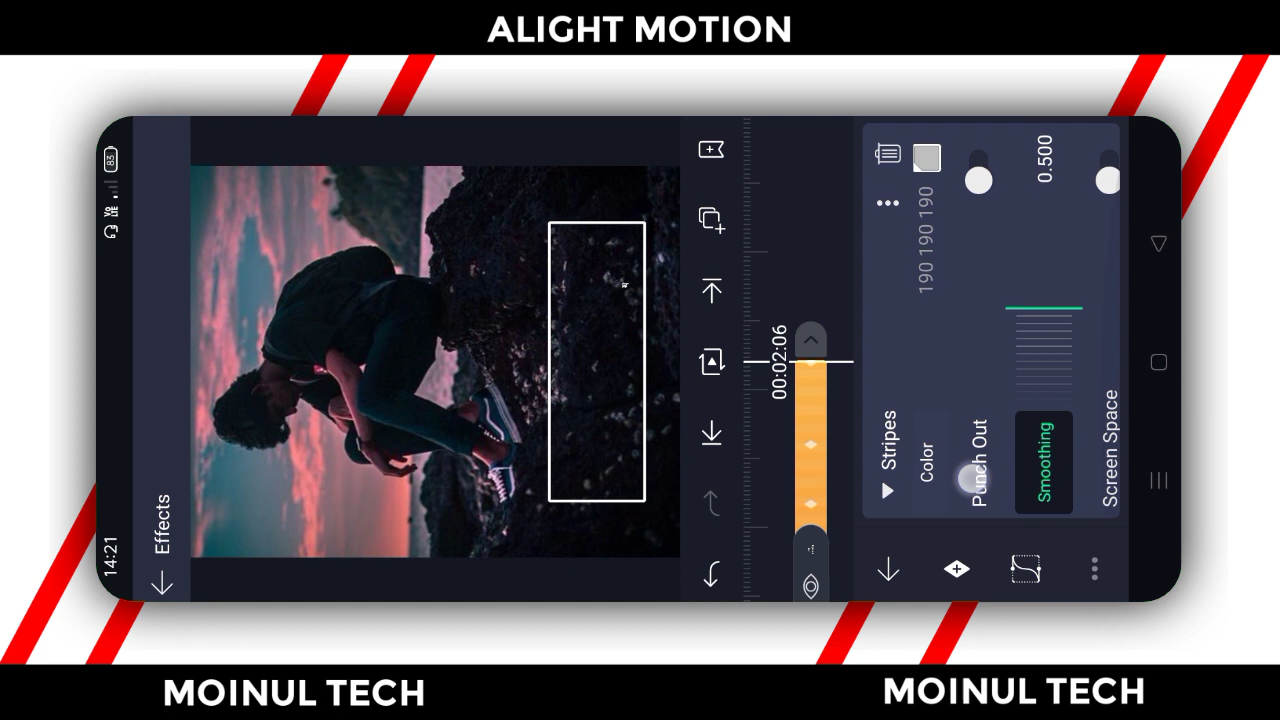 ALIGHT MOTION
14:21
83
Effects
00:02:06
Stripes
Color
190 190 190
Punch Out
Smoothing
0.500
Screen Space
MOINUL TECH
MOINUL TECH